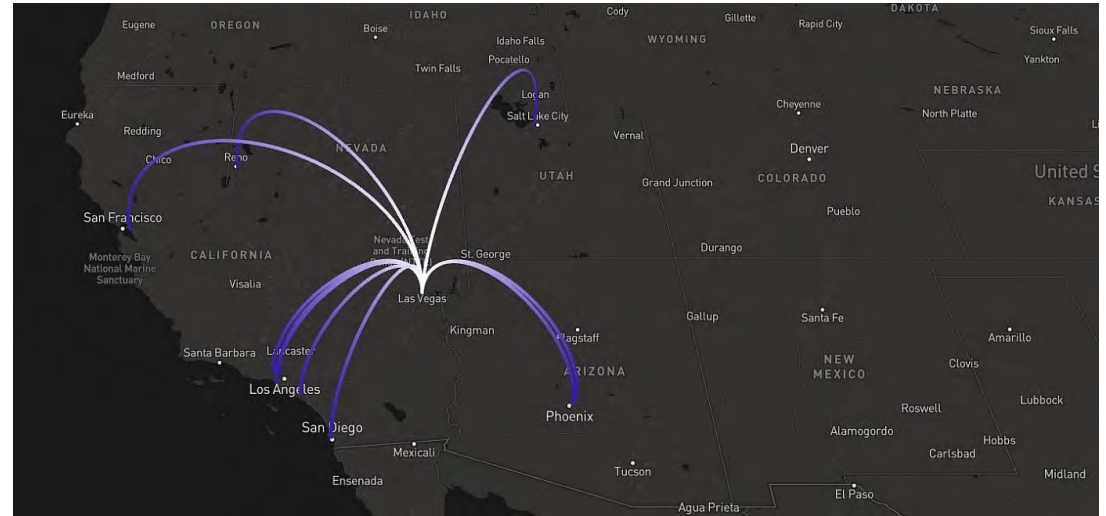 IDAHO
Cody
DAKOTA
Eugene
OREGON
Boise
Gillette
Rapid City
Sioux Falls
WYOMING
Idaho Falls
Pocatello
Yankton
Medford
Twin Falls
Logan
NEBRASKA
Cheyenne
North Platte
Eureka
Redding
Salt Lake City
Vernal
Chico
Reno
NEVADA
Denver
United S
UTAH
Grand Junction
COLORADO
KANSAS
San Francisco
Pueblo
Nevada Test
and Training
CALIFORNIA
St. George
Durango
Monterey Bay
National Marine
Sanctuary
Visalia
Las Vegas
Kingman
Gallup
Santa Fe
Flagstaff
Amarillo
Santa Barbara
Lancaster
NEW
MEXICO
Clovis
ARIZONA
Los Angeles
Lubbock
Phoenix
Roswell
San Diego
Alamogordo
Hobbs
Mexicali
Carlsbad
Tucson
Midland
Ensenada
El Paso
Agua Prieta